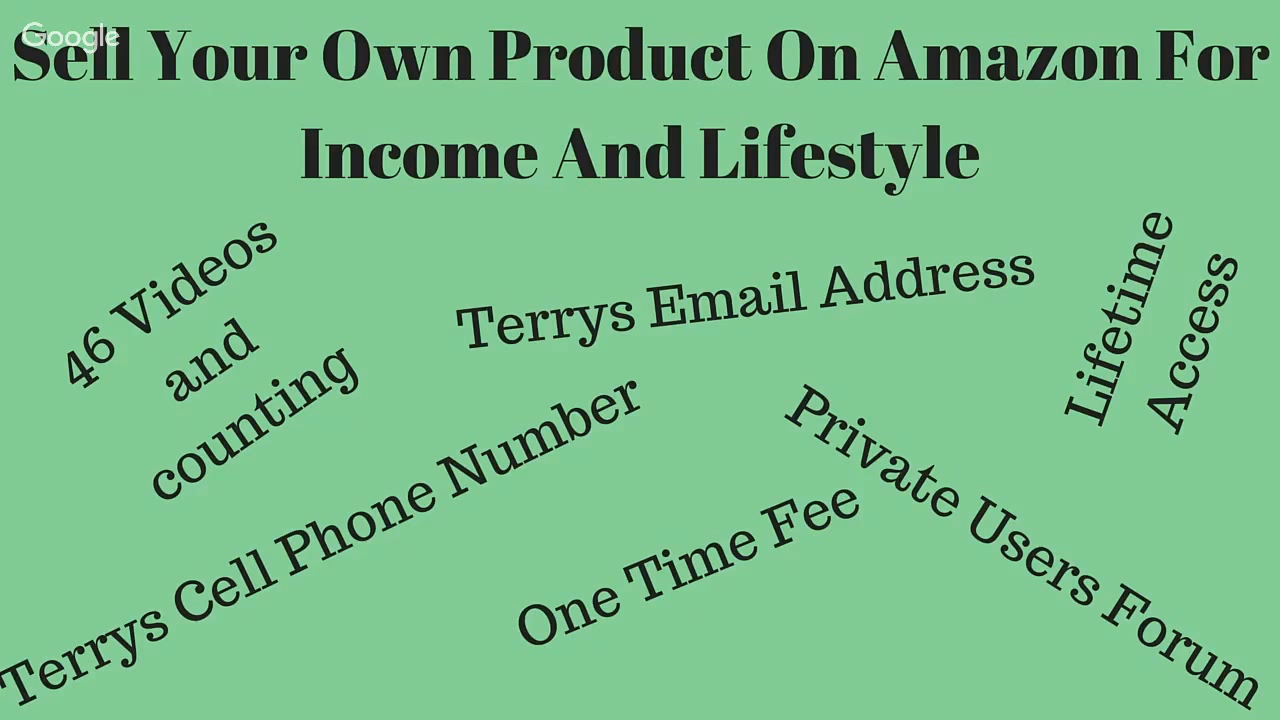 Google
Sell Your Own Product On Amazon For
Income And Lifestyle
46 Videos
and
counting
Terrys Email Address
Lifetime
Access
Terrys Cell Phone Number
One Time Fee
Private Users Forum